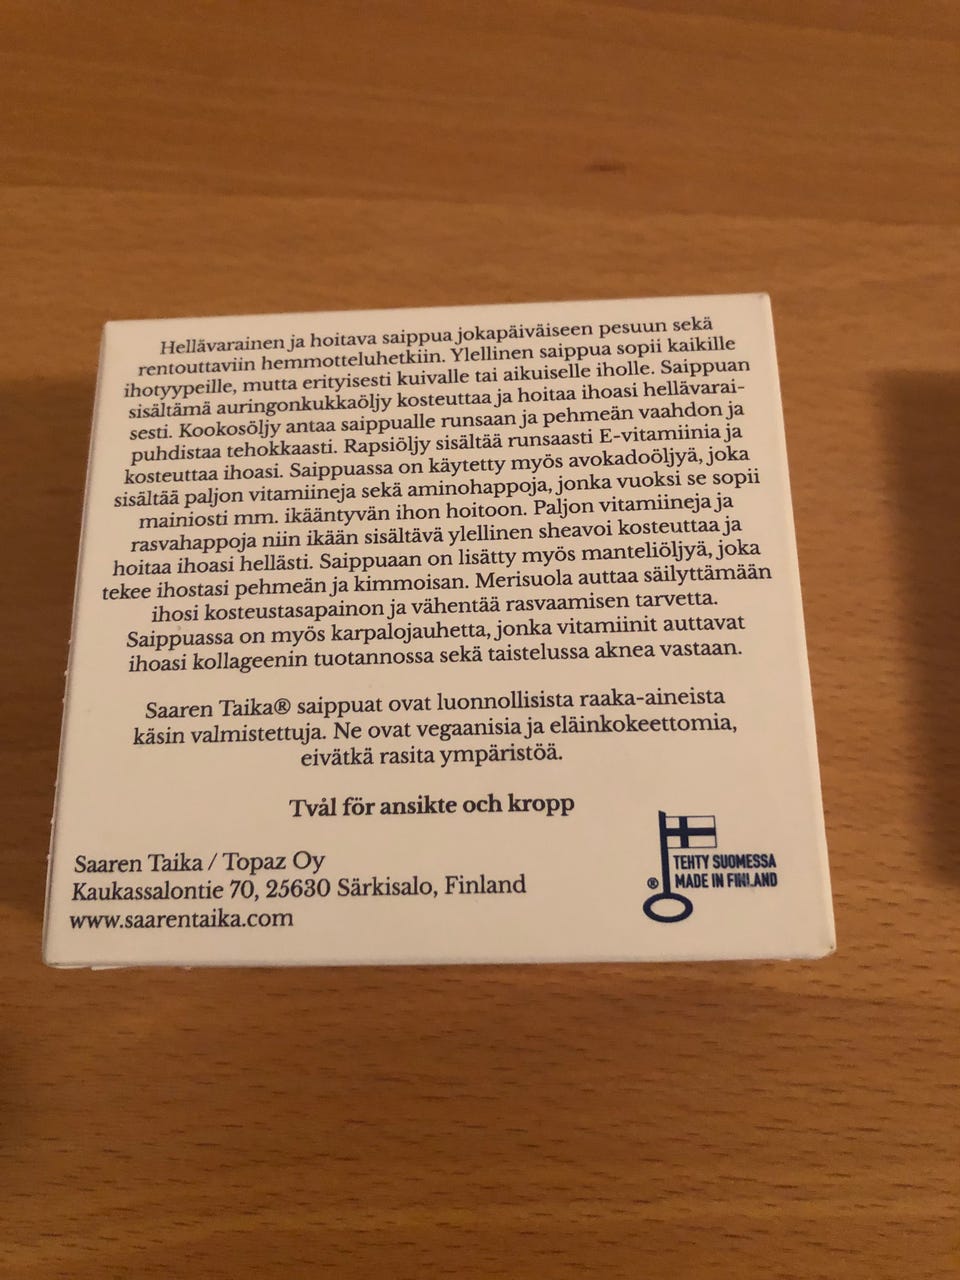 Hellävarainen ja hoitava saippua jokapäiväiseen pesuun sekä
rentouttaviin hemmotteluhetkiin. Ylellinen saippua sopii kaikille
ihotyypeille, mutta erityisesti kuivalle tai aikuiselle iholle. Saippuan
sisältämä auringonkukkaöljy kosteuttaa ja hoitaa ihoasi hellävarai-
sesti. Kookosöljy antaa saippualle runsaan ja pehmeän vaahdon ja
puhdistaa tehokkaasti. Rapsiöljy sisältää runsaasti E-vitamiinia ja
kosteuttaa ihoasi. Saippuassa on käytetty myös avokadoöljyä, joka
sisältää paljon vitamiineja sekä aminohappoja, jonka vuoksi se sopii
mainiosti mm. ikääntyvän ihon hoitoon. Paljon vitamiineja ja
rasvahappoja niin ikään sisältävä ylellinen sheavoi kosteuttaa ja
hoitaa ihoasi hellästi. Saippuaan on lisätty myös manteliöljyä, joka
tekee ihostasi pehmeän ja kimmoisan. Merisuola auttaa säilyttämään
ihosi kosteustasapainon ja vähentää rasvaamisen tarvetta.
Saippuassa on myös karpalojauhetta, jonka vitamiinit auttavat
ihoasi kollageenin tuotannossa sekä taistelussa aknea vastaan.
Saaren Taika® saippuat ovat luonnollisista raaka-aineista
käsin valmistettuja. Ne ovat vegaanisia ja eläinkokeettomia,
eivätkä rasita ympäristöä.
Tvål för ansikte och kropp
Saaren Taika / Topaz Oy
Kaukassalontie 70, 25630 Särkisalo, Finland
www.saarentaika.com
TEHTY SUOMESSA
® MADE IN FINLAND